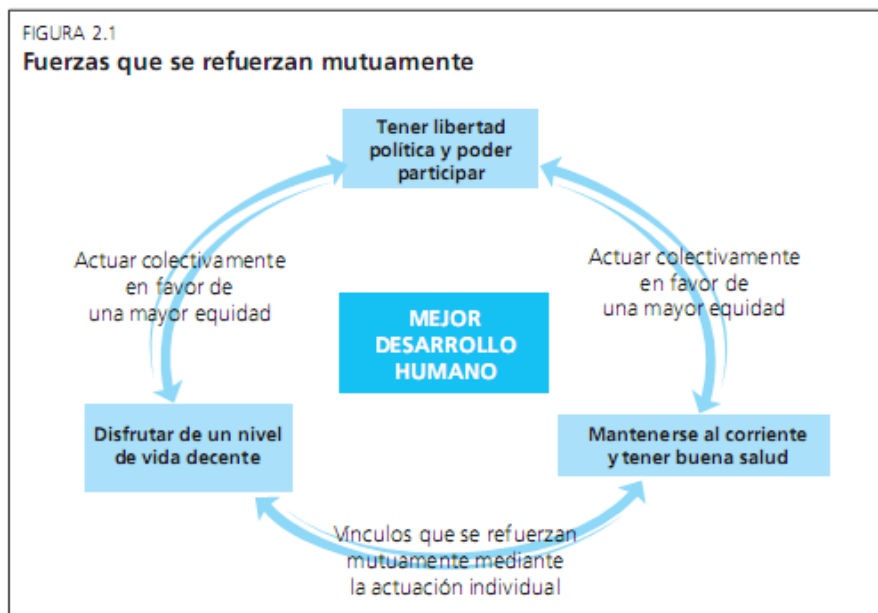 FIGURA 2.1
Fuerzas que se refuerzan mutuamente
Tener libertad
política y poder
participar
Actuar colectivamente
en favor de
una mayor equidad
Actuar colectivamente
en favor de
una mayor equidad
MEJOR
DESARROLLO
HUMANO
Disfrutar de un nivel
de vida decente
Mantenerse al corriente
y tener buena salud
Vínculos que se refuerzan
mutuamente mediante
la actuación individual